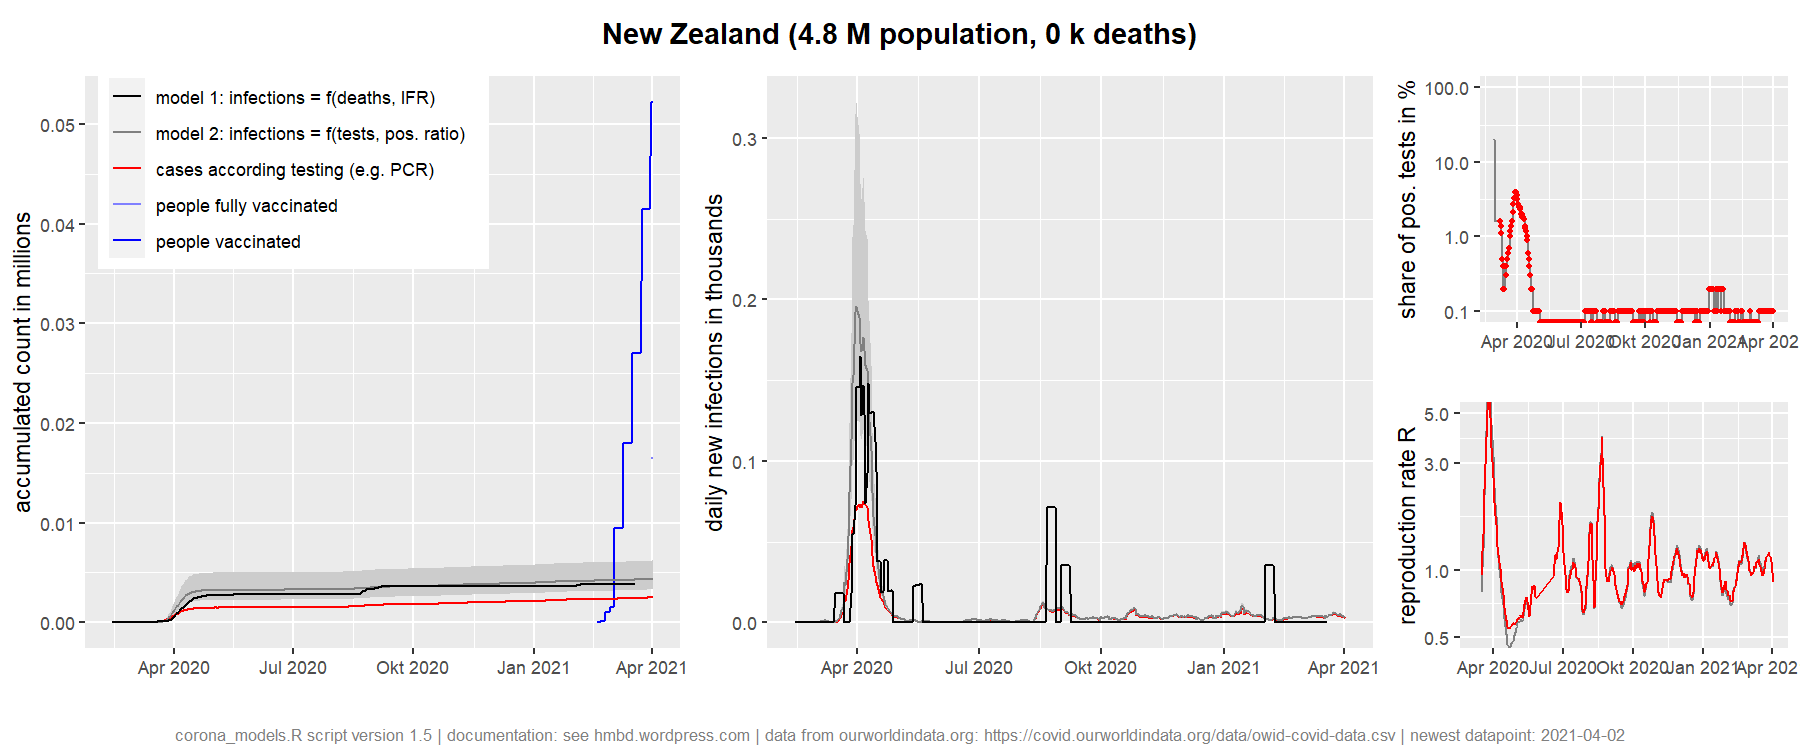 New Zealand (4.8 M population, 0 k deaths)
accumulated count in millions
0.05
0.04
0.03
0.02
0.01
0.00
model 1: infections = f(deaths, IFR)
model 2: infections = f(tests, pos. ratio)
cases according testing (e.g. PCR)
people fully vaccinated
people vaccinated
Apr 2020
Jul 2020
Okt 2020
Jan 2021
Apr 2021
daily new infections in thousands
0.3
0.2
0.1
0.0
Apr 2020
Jul 2020
Okt 2020
Jan 2021
Apr 2021
share of pos. tests in %
100.0
10.0
1.0
0.1
Apr 2020
Jul 2020
Okt 2020
Jan 2021
Apr 202
reproduction rate R
5.0
3.0
1.0
0.5
Apr 2020
Jul 2020
Okt 2020
Jan 2021
Apr 202
corona_models.R script version 1.5 | documentation: see hmbd.wordpress.com | data from ourworldindata.org: https://covid.ourworldindata.org/data/owid-covid-data.csv | newest datapoint: 2021-04-02